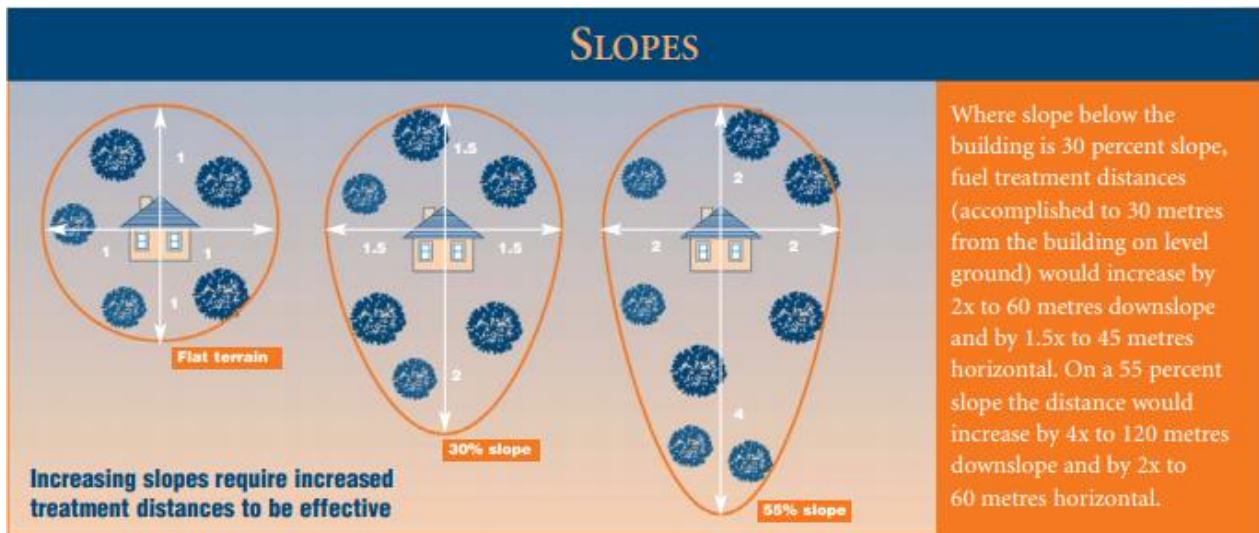 SLOPES
1
1
1
1
Flat terrain
1.5
1.5
1.5
2
30% slope
2
2
2
4
55% slope
Increasing slopes require increased
treatment distances to be effective
Where slope below the
building is 30 percent slope,
fuel treatment distances
(accomplished to 30 metres
from the building on level
ground) would increase by
2x to 60 metres downslope
and by 1.5x to 45 metres
horizontal. On a 55 percent
slope the distance would
increase by 4x to 120 metres
downslope and by 2x to
60 metres horizontal.